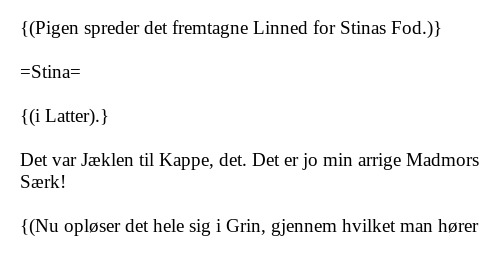 {(Pigen spreder det fremtagne Linned for Stinas Fod.)}
=Stina=
{(i Latter).}
Det var Jæklen til Kappe, det. Det er jo min arrige Madmors
Særk!
{(Nu opløser det hele sig i Grin, gjennem hvilket man hører